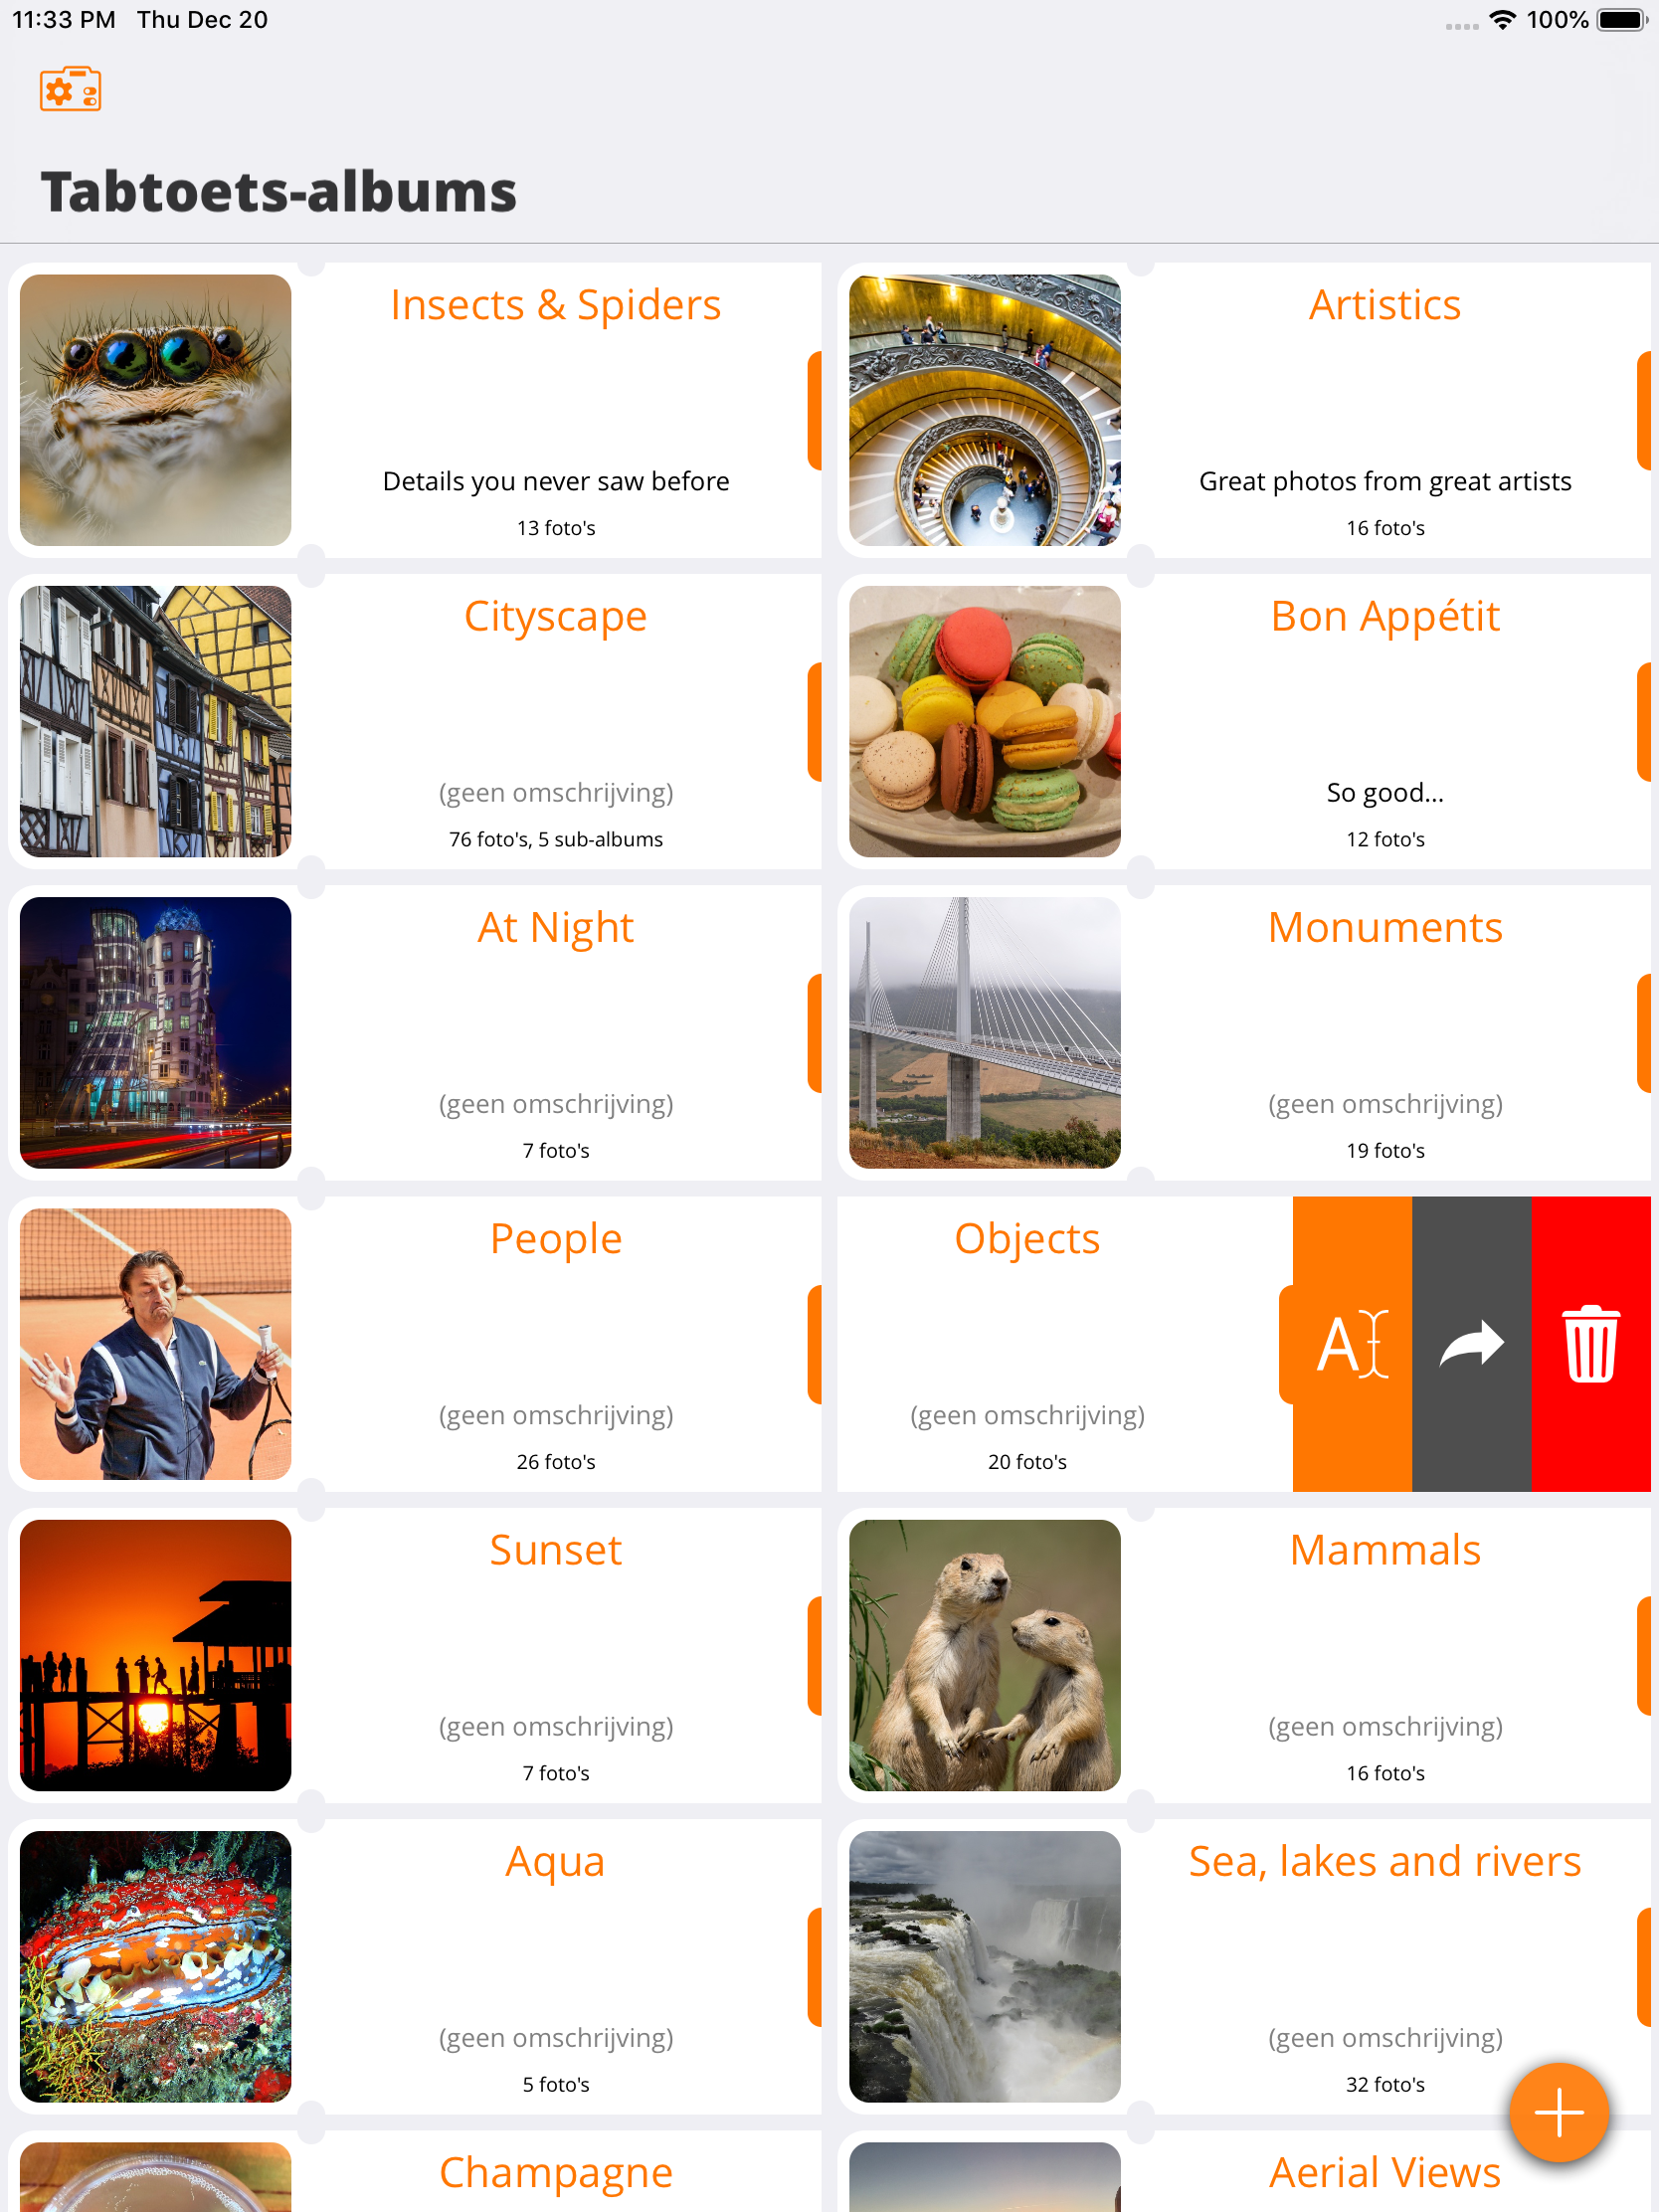 11:33 PM Thu Dec 20 100%
Tabtoets-albums
Insects & Spiders
Details you never saw before
13 foto's
Artistics
Great photos from great artists
16 foto's
Cityscape
(geen omschrijving)
76 foto's, 5 sub-albums
Bon Appétit
So good...
12 foto's
At Night
(geen omschrijving)
7 foto's
Monuments
(geen omschrijving)
19 foto's
People
(geen omschrijving)
26 foto's
Objects
(geen omschrijving)
20 foto's
A
Sunset
(geen omschrijving)
7 foto's
Mammals
(geen omschrijving)
16 foto's
Aqua
(geen omschrijving)
5 foto's
Sea, lakes and rivers
(geen omschrijving)
32 foto's
Champagne
Aerial Views